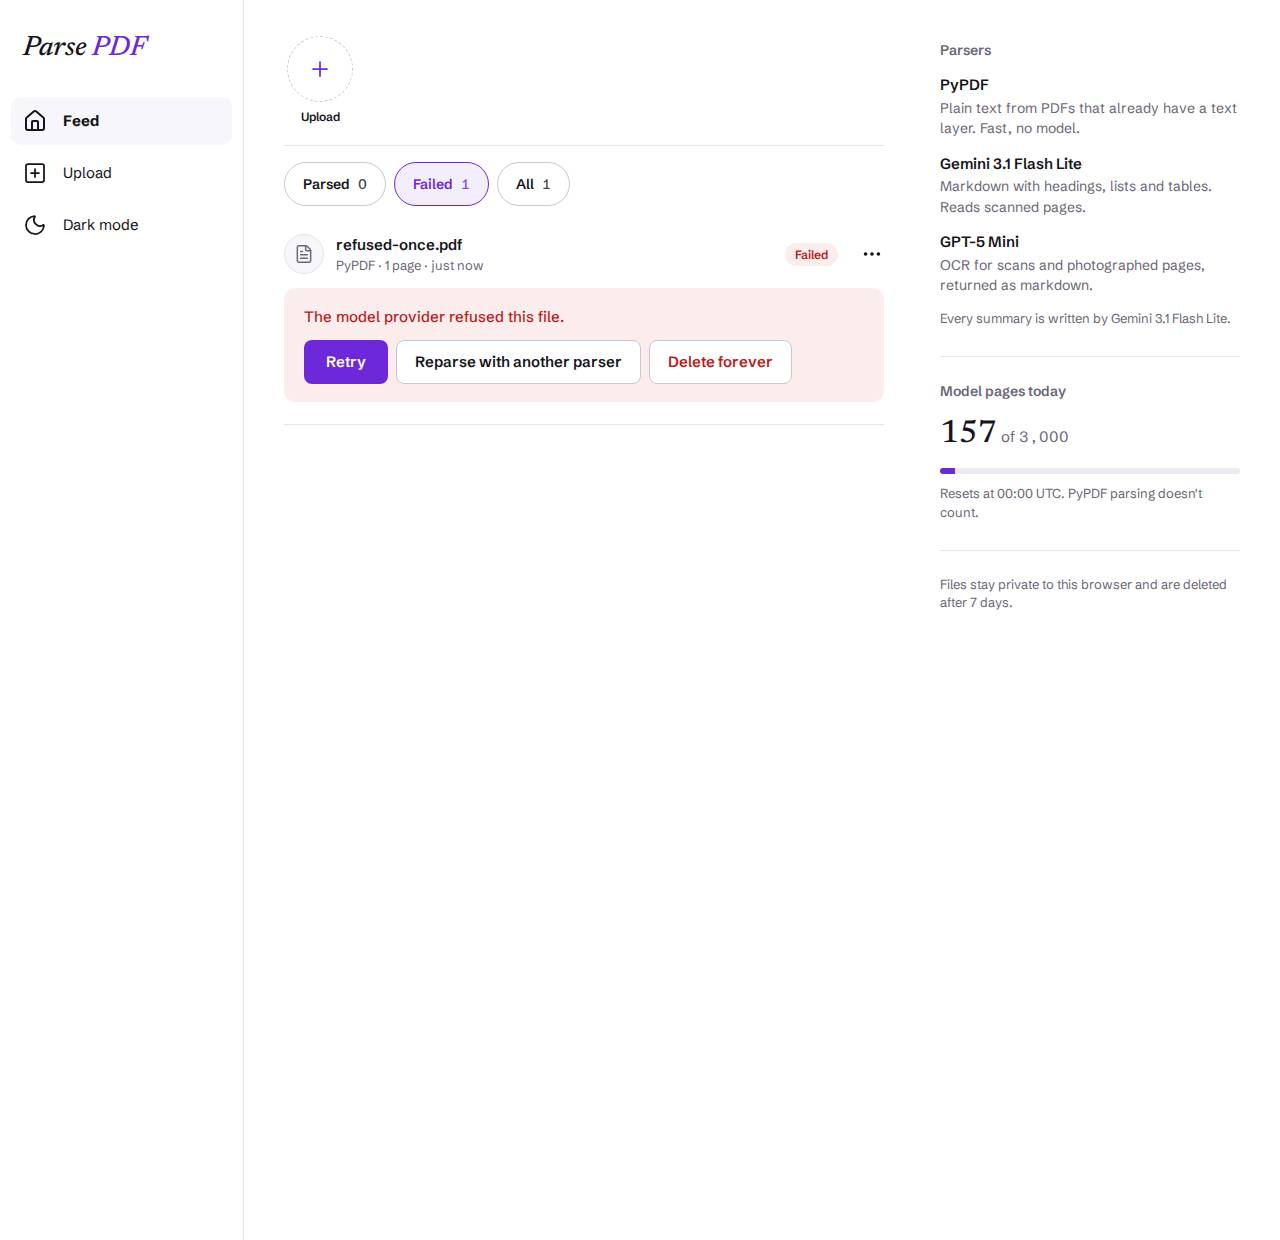 Parse PDF
Feed
Upload
Dark mode
Upload
Parsed 0
Failed 1
All 1
refused-once.pdf
PyPDF · 1 page · just now
Failed
The model provider refused this file.
Retry
Reparse with another parser
Delete forever
Parsers
PyPDF
Plain text from PDFs that already have a text
layer. Fast, no model.
Gemini 3.1 Flash Lite
Markdown with headings, lists and tables.
Reads scanned pages.
GPT-5 Mini
OCR for scans and photographed pages,
returned as markdown.
Every summary is written by Gemini 3.1 Flash Lite.
Model pages today
157 of 3,000
Resets at 00:00 UTC. PyPDF parsing doesn't
count.
Files stay private to this browser and are deleted
after 7 days.